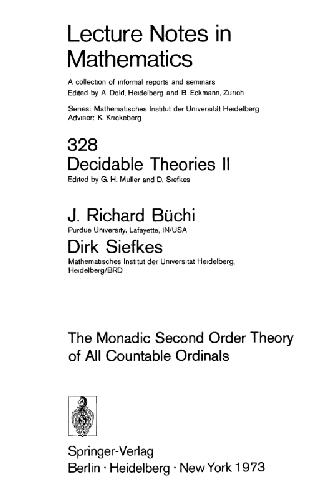 Lecture Notes in
Mathematics
A collection of informal reports and seminars
Edited by A. Dold, Heidelberg and B. Eckmann, Zürich
Series: Mathematisches Institut der Universität Heidelberg
Adviser: K. Krickeberg
328
Decidable Theories II
Edited by G. H. Müller and D. Siefkes
J. Richard Büchi
Purdue University, Lafayette, IN/USA
Dirk Siefkes
Mathematisches Institut der Universität Heidelberg,
Heidelberg/BRD
The Monadic Second Order Theory
of All Countable Ordinals
Springer-Verlag
Berlin · Heidelberg · New York 1973